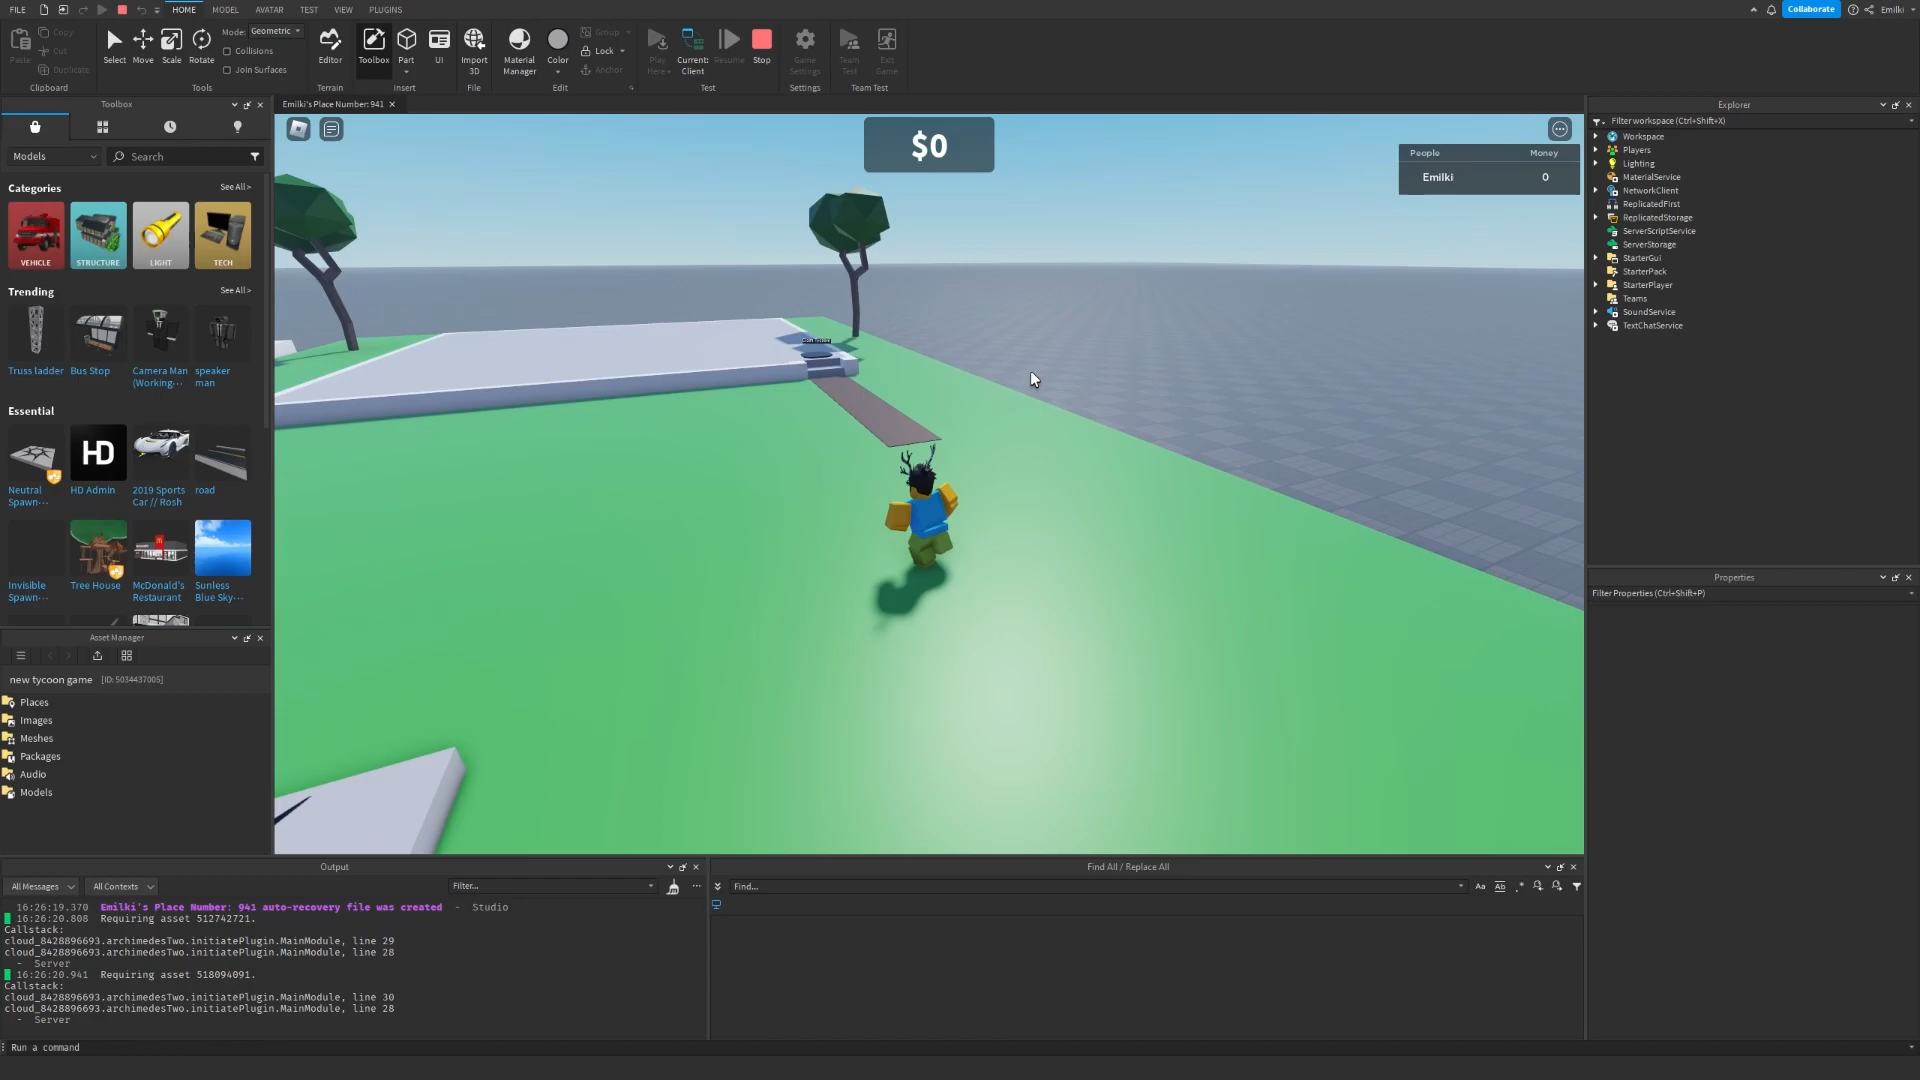 FILE
HOME
MODEL
AVATAR
TEST
VIEW
PLUGINS
Collaborate
Emilki
Paste
Copy
Cut
Duplicate
Clipboard
Select
Move
Scale
Rotate
Mode: Geometric
Collisions
Join Surfaces
Tools
Editor
Terrain
Toolbox
Part
UI
Insert
Import
3D
File
Material
Manager
Color
Group
Lock
Anchor
Edit
Play
Here
Current:
Client
Resume
Stop
Test
Game
Settings
Settings
Team
Test
Exit
Game
Team Test
Toolbox
Models
Search
Categories
See All >
VEHICLE
STRUCTURE
LIGHT
TECH
Trending
See All >
Truss ladder
Bus Stop
Camera Man
(Working···
speaker
man
Essential
HD
Neutral
Spawn···
HD Admin
2019 Sports
Car // Rosh
road
Invisible
Spawn···
Tree House
McDonald's
Restaurant
Sunless
Blue Sky···
Asset Manager
new tycoon game [ID: 5034437005]
Places
Images
Meshes
Packages
Audio
Models
Emilki's Place Number: 941
$0
People Money
Emilki 0
Explorer
Filter workspace (Ctrl+Shift+X)
Workspace
Players
Lighting
MaterialService
NetworkClient
ReplicatedFirst
ReplicatedStorage
ServerScriptService
ServerStorage
StarterGui
StarterPack
StarterPlayer
Teams
SoundService
TextChatService
Properties
Filter Properties (Ctrl+Shift+P)
Output
All Messages
All Contexts
Filter...
16:26:19.370 Emilki's Place Number: 941 auto-recovery file was created - Studio
16:26:20.808 Requiring asset 512742721.
Callstack:
cloud_8428896693.archimedesTwo.initiatePlugin.MainModule, line 29
cloud_8428896693.archimedesTwo.initiatePlugin.MainModule, line 28
- Server
16:26:20.941 Requiring asset 518094091.
Callstack:
cloud_8428896693.archimedesTwo.initiatePlugin.MainModule, line 30
cloud_8428896693.archimedesTwo.initiatePlugin.MainModule, line 28
- Server
Find All / Replace All
Find...
Aa
Ab
.*
Run a command